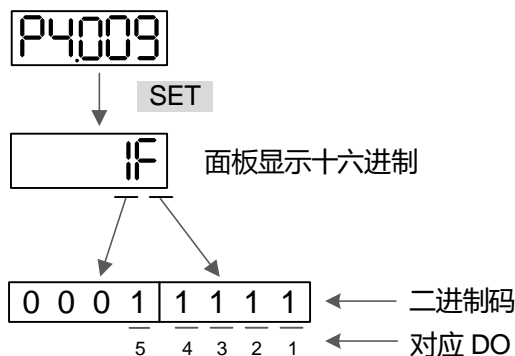 P4.009
SET
1F 面板显示十六进制
0 0 0 1 1 1 1 1 二进制码
5 4 3 2 1 对应 DO